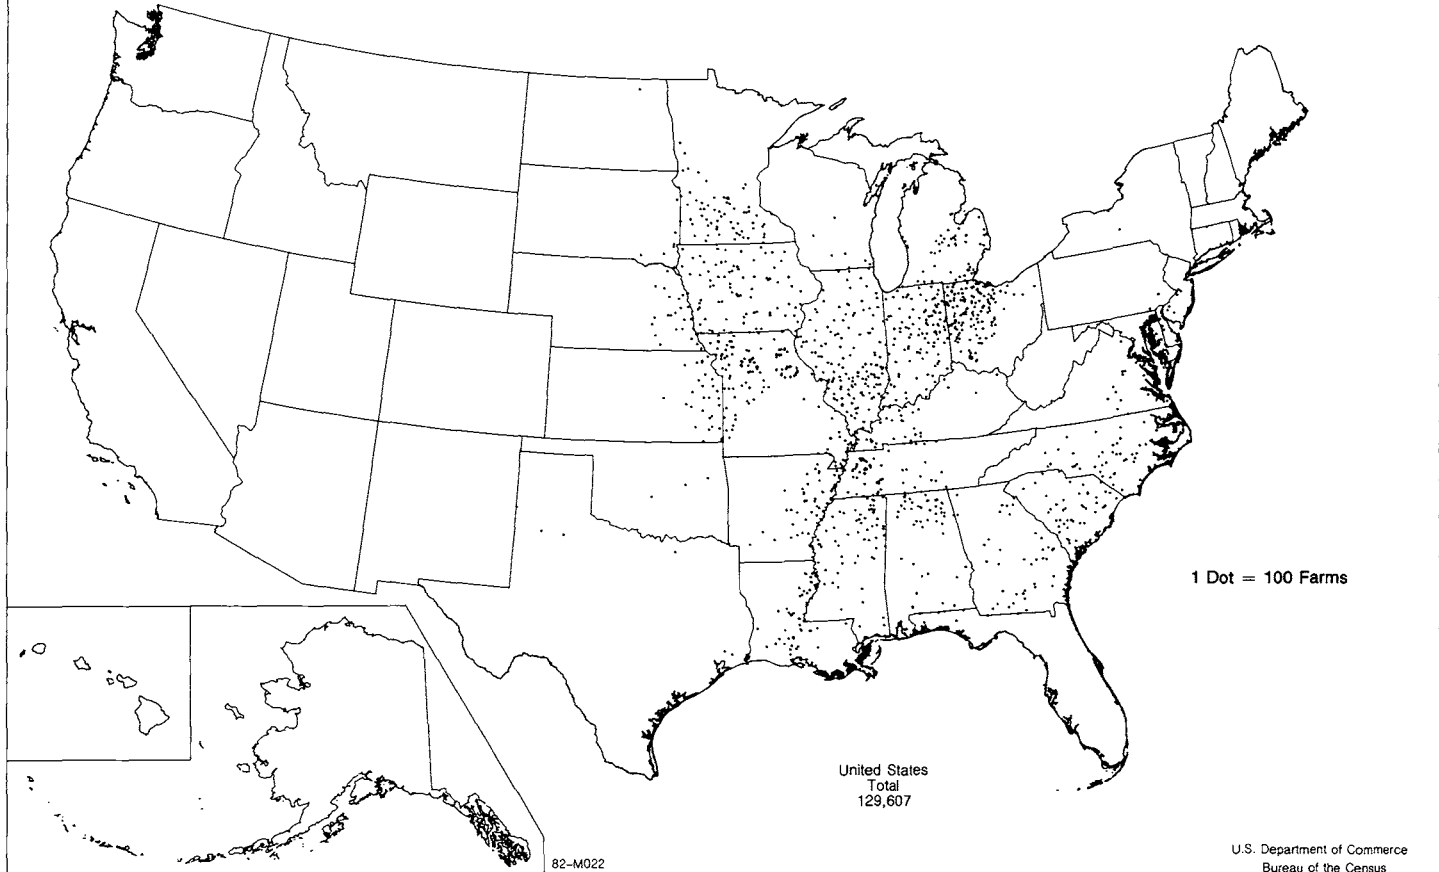 1 Dot = 100 Farms
United States
Total
129,607
82-M022
U.S. Department of Commerce
Bureau of the Census